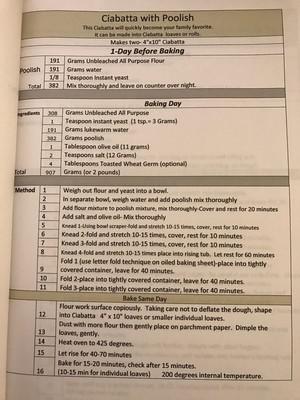 Ciabatta with Poolish
This Ciabatta will quickly become your family favorite.
It can be made into Ciabatta loaves or rolls.
Makes two- 4"x10" Ciabatta
1-Day Before Baking
191 Grams Unbleached All Purpose Flour
Poolish 191 Grams water
1/8 Teaspoon Instant yeast
Total 382 Mix thoroughly and leave on counter over night.
Baking Day
Ingredients 308 Grams Unbleached All Purpose
1 Teaspoon instant yeast (1 tsp.= 3 Grams)
191 Grams lukewarm water
382 Grams poolish
1 Tablespoon olive oil (11 grams)
2 Teaspoons salt (12 Grams)
4 Tablespoons Toasted Wheat Germ (optional)
Total 907 Grams (or 2 pounds)
Method 1 Weigh out flour and yeast into a bowl.
2 In separate bowl, weigh water and add poolish mix thoroughly
3 Add flour mixture to poolish mixture, mix thoroughly-Cover and rest for 20 minutes
4 Add salt and olive oil- Mix thoroughly
5 Knead 1-Using bowl scraper-fold and stretch 10-15 times, cover, rest for 10 minutes
6 Knead 2-fold and stretch 10-15 times, cover, rest for 10 minutes
7 Knead 3-fold and stretch 10-15 times, cover, rest for 10 minutes
8 Knead 4-fold and stretch 10-15 times place into rising tub. Let rest for 60 minutes
Fold 1 (use letter fold technique on oiled baking sheet)-place into tightly
9 covered container, leave for 40 minutes.
10 Fold 2-place into tightly covered container, leave for 40 minutes.
11 Fold 3-place into tightly covered container, leave for 40 minutes.
Bake Same Day
Flour work surface copiously. Taking care not to deflate the dough, shape
12 into Ciabatta 4" x 10" loaves or smaller individual loaves.
Dust with more flour then gently place on parchment paper. Dimple the
13 loaves, gently.
14 Heat oven to 425 degrees.
15 Let rise for 40-70 minutes
Bake for 15-20 minutes, check after 15 minutes.
16 (10-15 min for individual loaves) 200 degrees internal temperature.